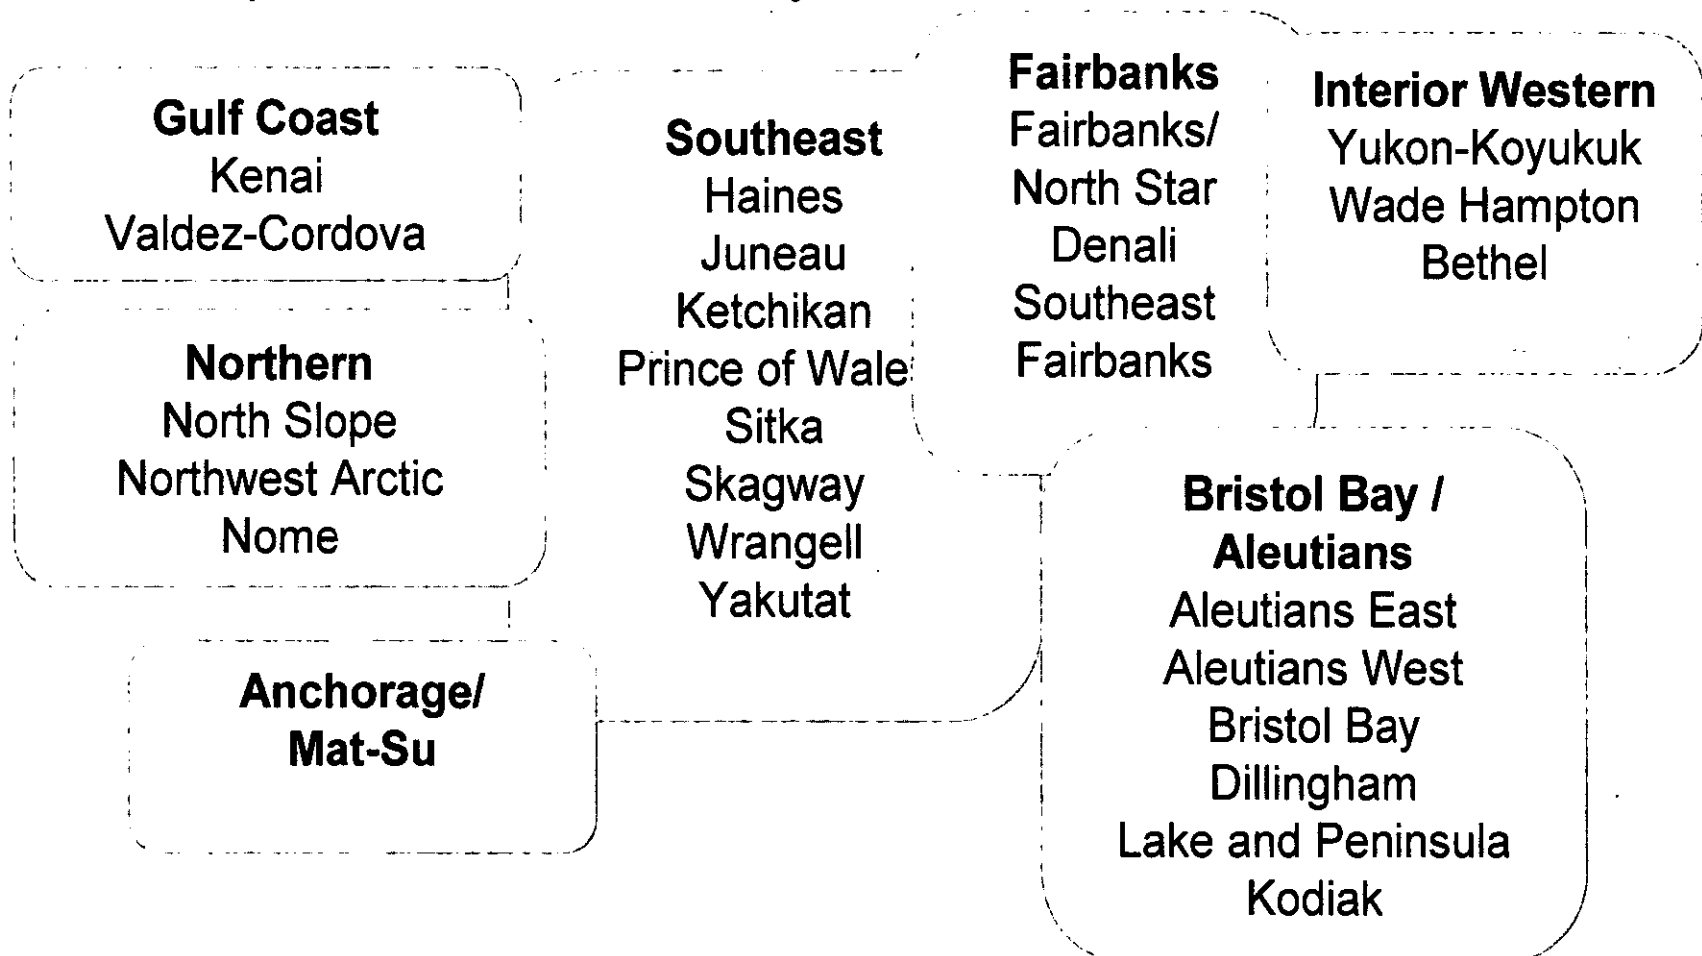 Gulf Coast
Kenai
Valdez-Cordova
Northern
North Slope
Northwest Arctic
Nome
Anchorage/
Mat-Su
Southeast
Haines
Juneau
Ketchikan
Prince of Wale
Sitka
Skagway
Wrangell
Yakutat
Fairbanks
Fairbanks/
North Star
Denali
Southeast
Fairbanks
Interior Western
Yukon-Koyukuk
Wade Hampton
Bethel
Bristol Bay /
Aleutians
Aleutians East
Aleutians West
Bristol Bay
Dillingham
Lake and Peninsula
Kodiak